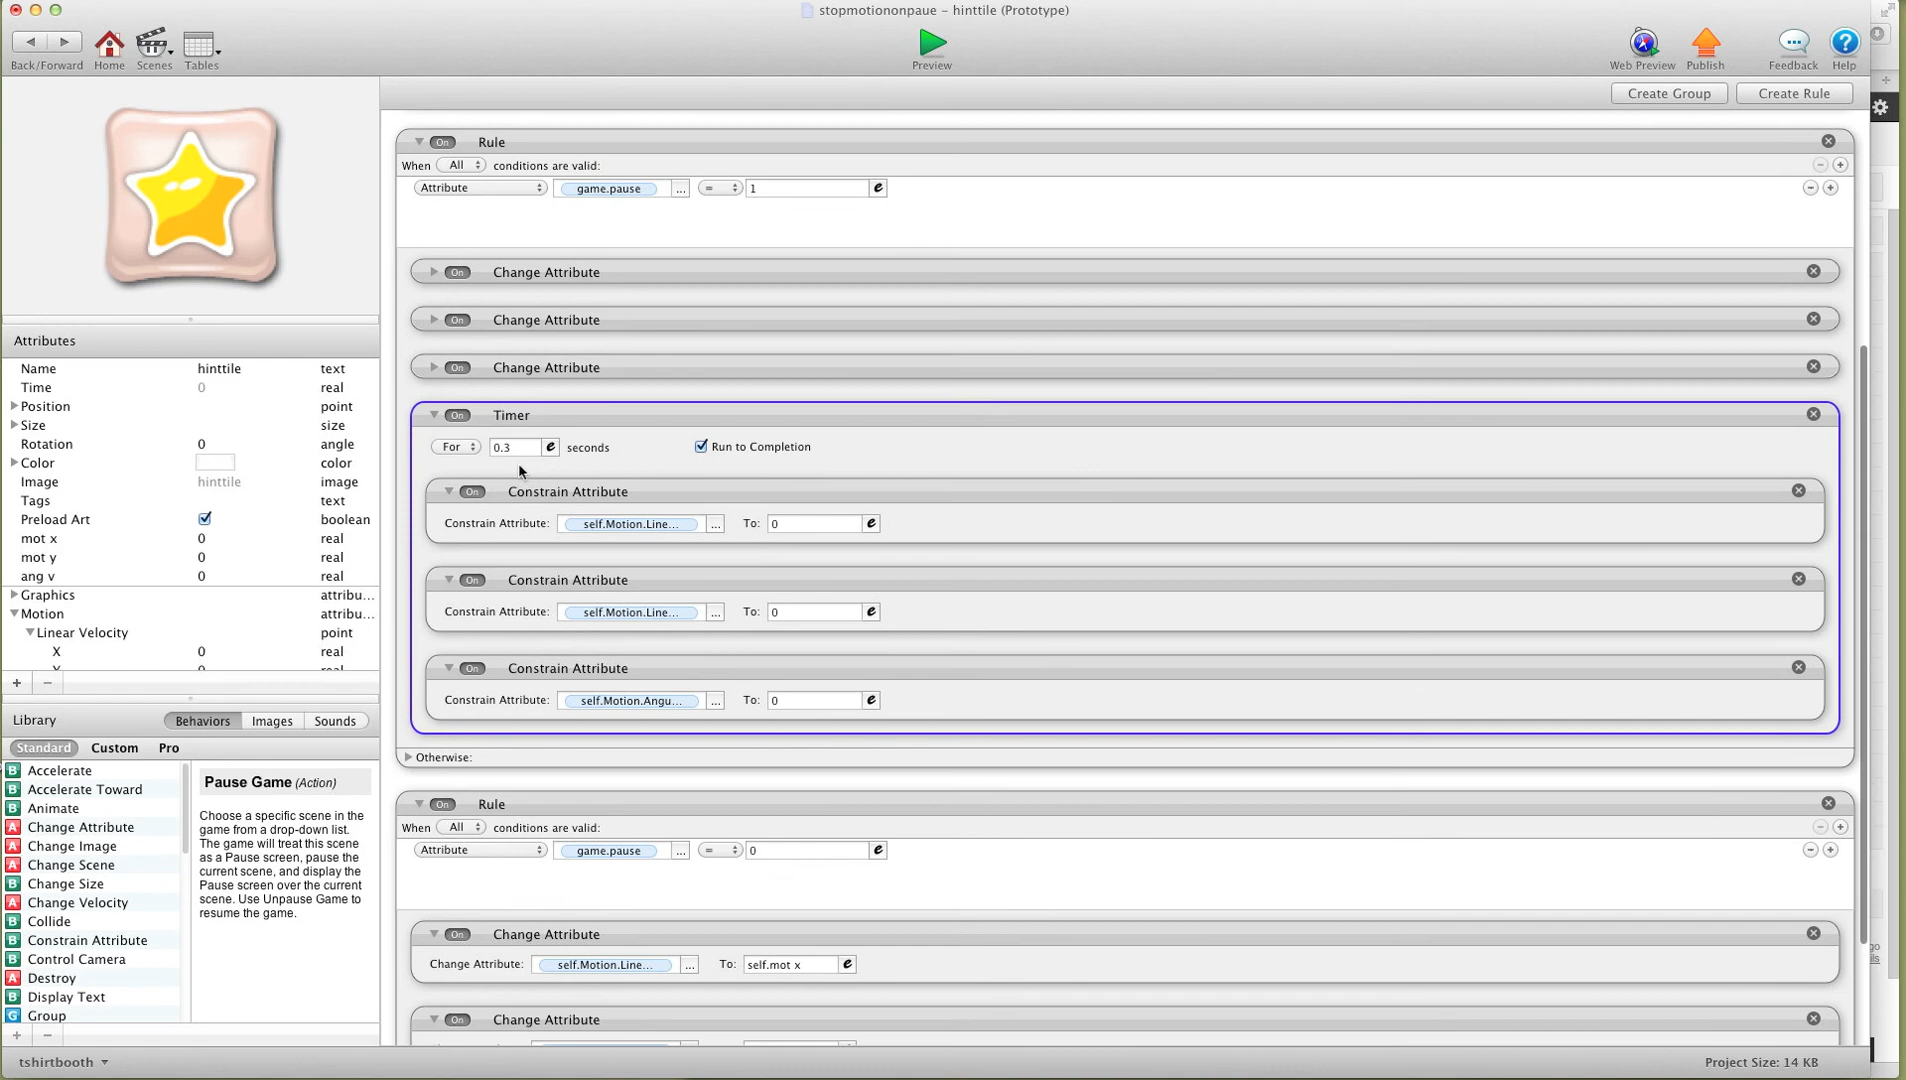 stopmotiononpaue – hinttile (Prototype)
Back/Forward Home Scenes Tables Preview Web Preview Publish Feedback Help
Create Group Create Rule
On Rule
When All conditions are valid:
Attribute game.pause ... = 1 e
On Change Attribute
On Change Attribute
On Change Attribute
On Timer
For 0.3 e seconds Run to Completion
On Constrain Attribute
Constrain Attribute: self.Motion.Line... ... To: 0 e
On Constrain Attribute
Constrain Attribute: self.Motion.Line... ... To: 0 e
On Constrain Attribute
Constrain Attribute: self.Motion.Angu... ... To: 0 e
Otherwise:
On Rule
When All conditions are valid:
Attribute game.pause ... = 0 e
On Change Attribute
Change Attribute: self.Motion.Line... ... To: self.mot x e
On Change Attribute
Attributes
Name hinttile text
Time 0 real
Position point
Size size
Rotation 0 angle
Color color
Image hinttile image
Tags text
Preload Art boolean
mot x 0 real
mot y 0 real
ang v 0 real
Graphics attribu...
Motion attribu...
Linear Velocity point
X 0 real
Library Behaviors Images Sounds
Standard Custom Pro
B Accelerate
B Accelerate Toward
B Animate
A Change Attribute
A Change Image
A Change Scene
A Change Size
A Change Velocity
B Collide
B Constrain Attribute
B Control Camera
A Destroy
B Display Text
G Group
Pause Game (Action)
Choose a specific scene in the
game from a drop-down list.
The game will treat this scene
as a Pause screen, pause the
current scene, and display the
Pause screen over the current
scene. Use Unpause Game to
resume the game.
tshirtbooth Project Size: 14 KB